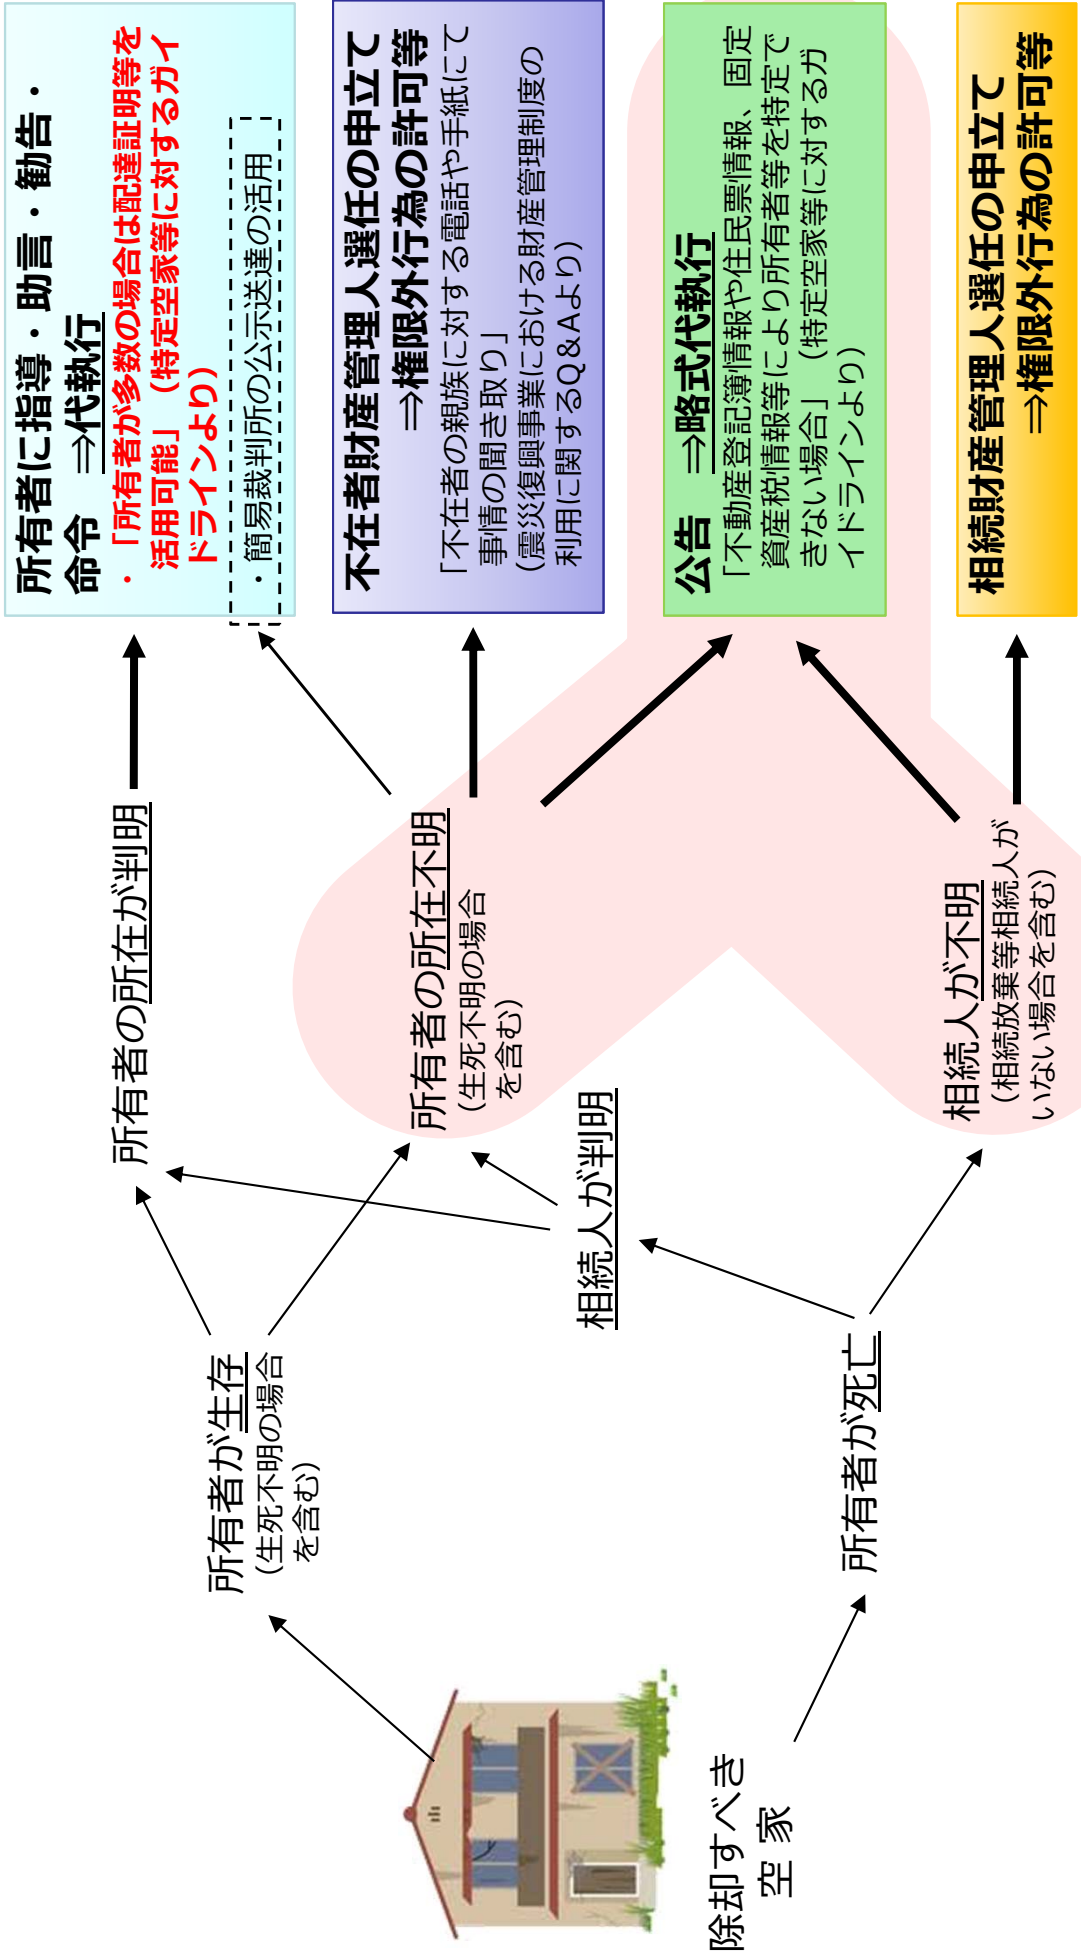 除却すべき
空 家
所有者が生存
（生死不明の場合
を含む）
所有者が死亡
相続人が判明
所有者の所在が判明
所有者の所在不明
（生死不明の場合
を含む）
相続人が不明
（相続放棄等相続人が
いない場合を含む）
所有者に指導・助言・勧告・
命令　⇒代執行
・「所有者が多数の場合は配達証明等を
活用可能」（特定空家等に対するガイ
ドラインより）
・簡易裁判所の公示送達の活用
不在者財産管理人選任の申立て
⇒権限外行為の許可等
「不在者の親族に対する電話や手紙にて
事情の聞き取り」
（震災復興事業における財産管理制度の
利用に関するQ&Aより）
公告　⇒略式代執行
「不動産登記簿情報や住民票情報、固定
資産税情報等により所有者等を特定で
きない場合」（特定空家等に対するガ
イドラインより）
相続財産管理人選任の申立て
⇒権限外行為の許可等